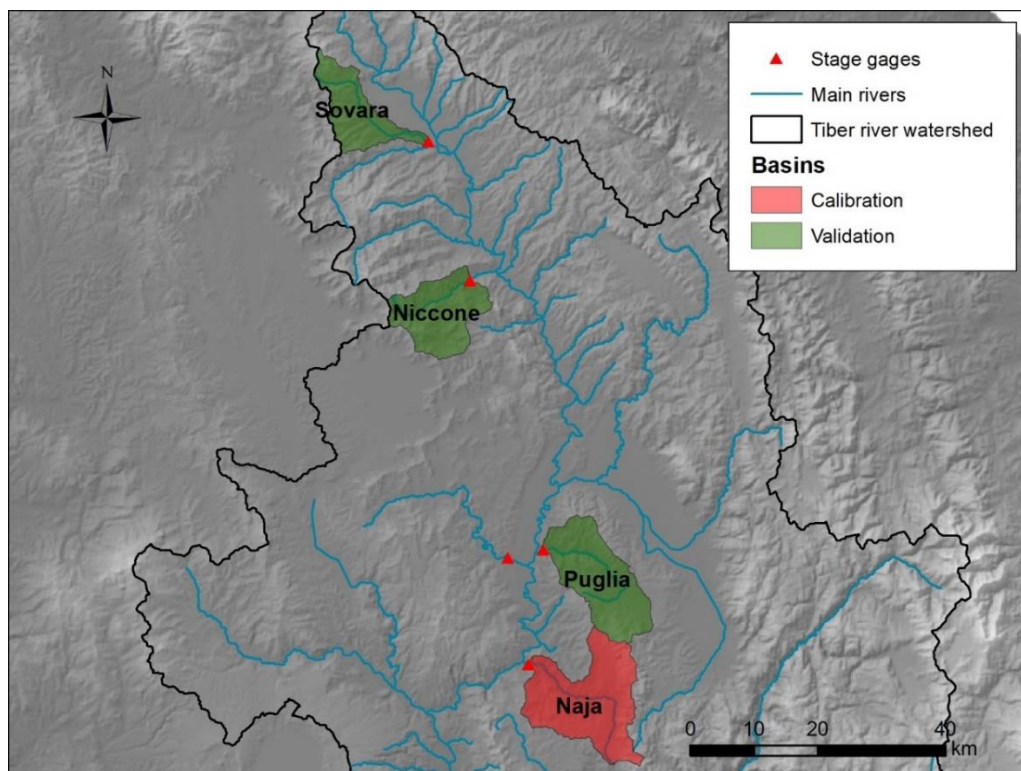 N
Sovara
Niccone
Puglia
Naja
Stage gages
Main rivers
Tiber river watershed
Basins
Calibration
Validation
0 10 20 40
km